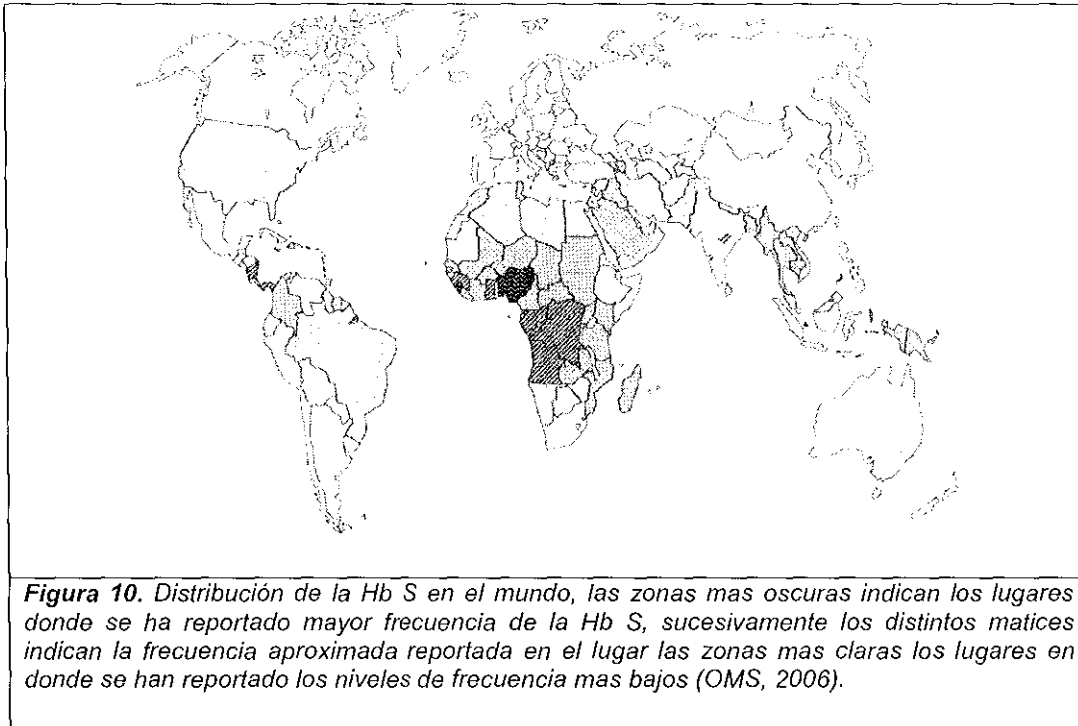 Figura 10. Distribución de la Hb S en el mundo, las zonas mas oscuras indican los lugares
donde se ha reportado mayor frecuencia de la Hb S, sucesivamente los distintos matices
indican la frecuencia aproximada reportada en el lugar las zonas mas claras los lugares en
donde se han reportado los niveles de frecuencia mas bajos (OMS, 2006).